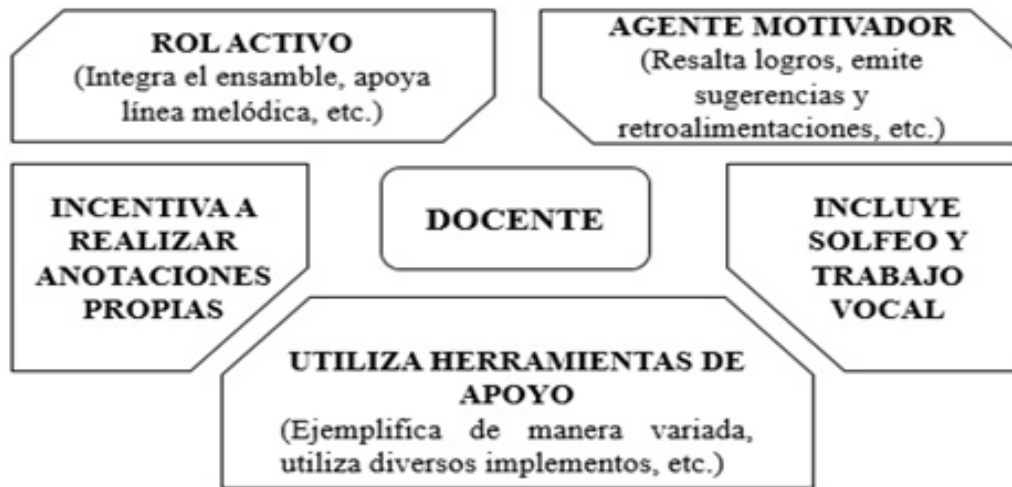 ROL ACTIVO
(Integra el ensamble, apoya
línea melódica, etc.)
AGENTE MOTIVADOR
(Resalta logros, emite
sugerencias y
retroalimentaciones, etc.)
INCENTIVA A
REALIZAR
ANOTACIONES
PROPIAS
DOCENTE
INCLUYE
SOLFEO Y
TRABAJO
VOCAL
UTILIZA HERRAMIENTAS DE
APOYO
(Ejemplifica de manera variada,
utiliza diversos implementos, etc.)